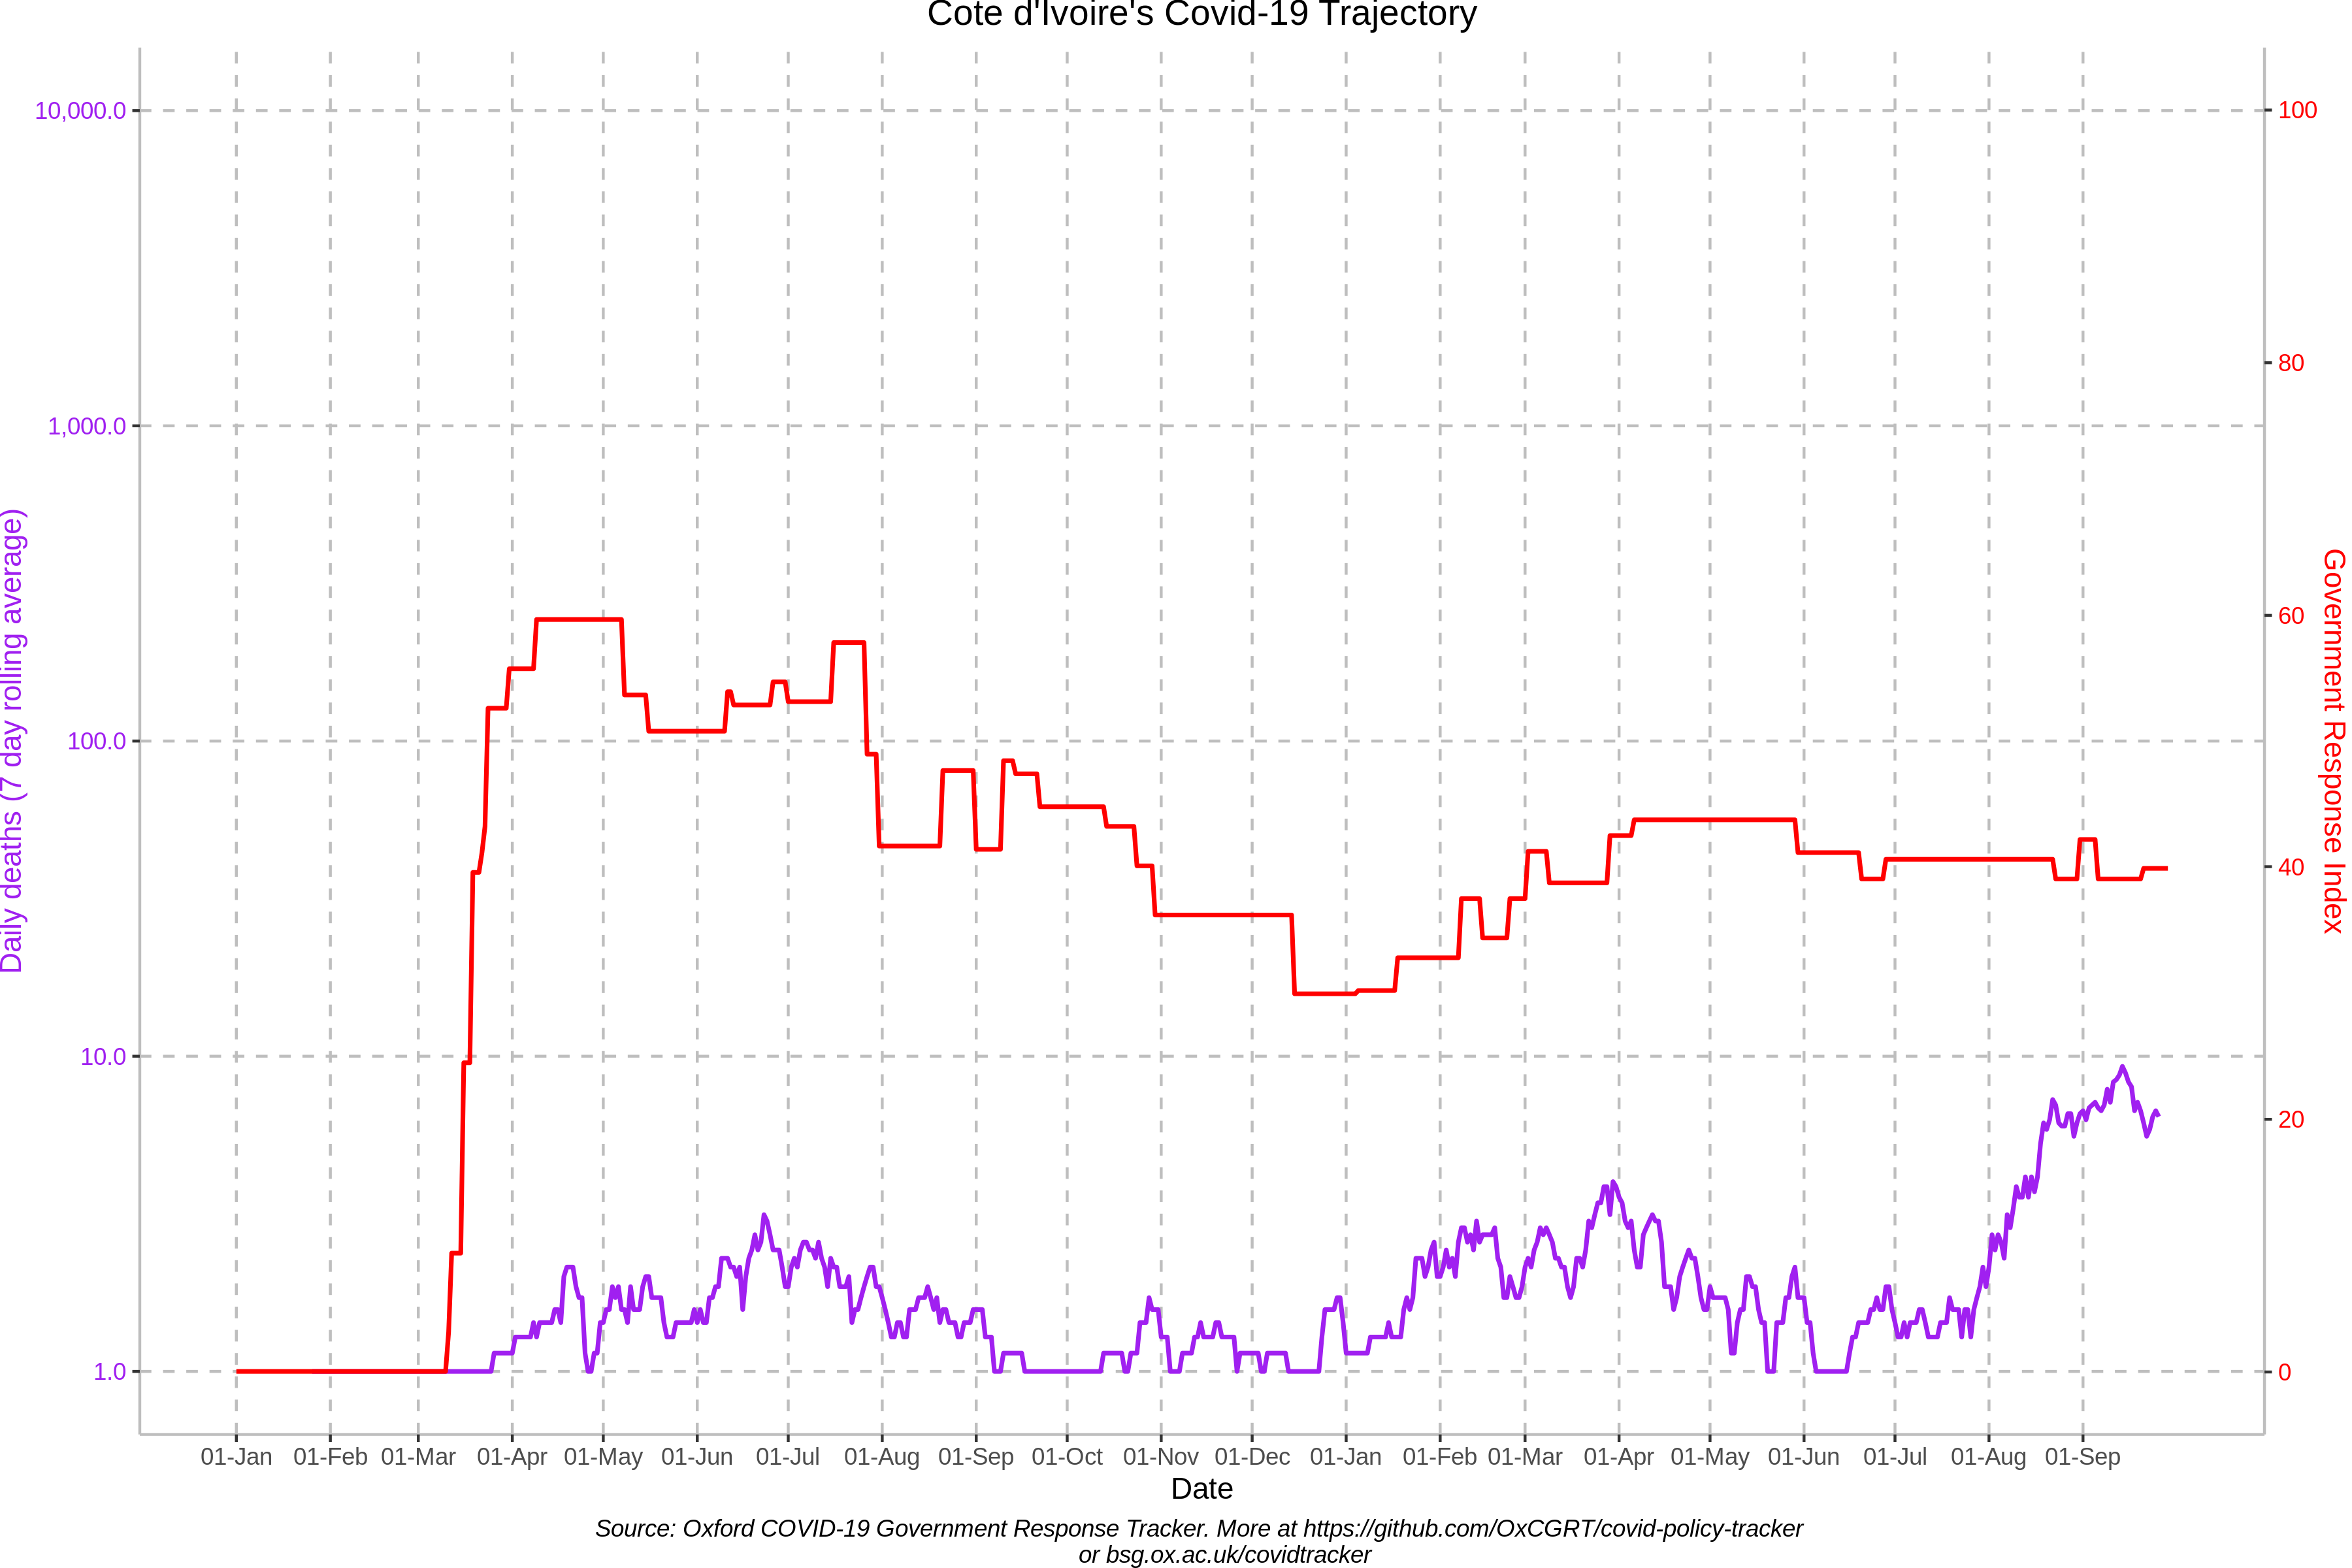 Cote d'Ivoire's Covid-19 Trajectory
Daily deaths (7 day rolling average)
10,000.0
1,000.0
100.0
10.0
1.0
100
80
60
40
20
0
Government Response Index
01-Jan 01-Feb 01-Mar 01-Apr 01-May 01-Jun 01-Jul 01-Aug 01-Sep 01-Oct 01-Nov 01-Dec 01-Jan 01-Feb 01-Mar 01-Apr 01-May 01-Jun 01-Jul 01-Aug 01-Sep
Date
Source: Oxford COVID-19 Government Response Tracker. More at https://github.com/OxCGRT/covid-policy-tracker
or bsg.ox.ac.uk/covidtracker